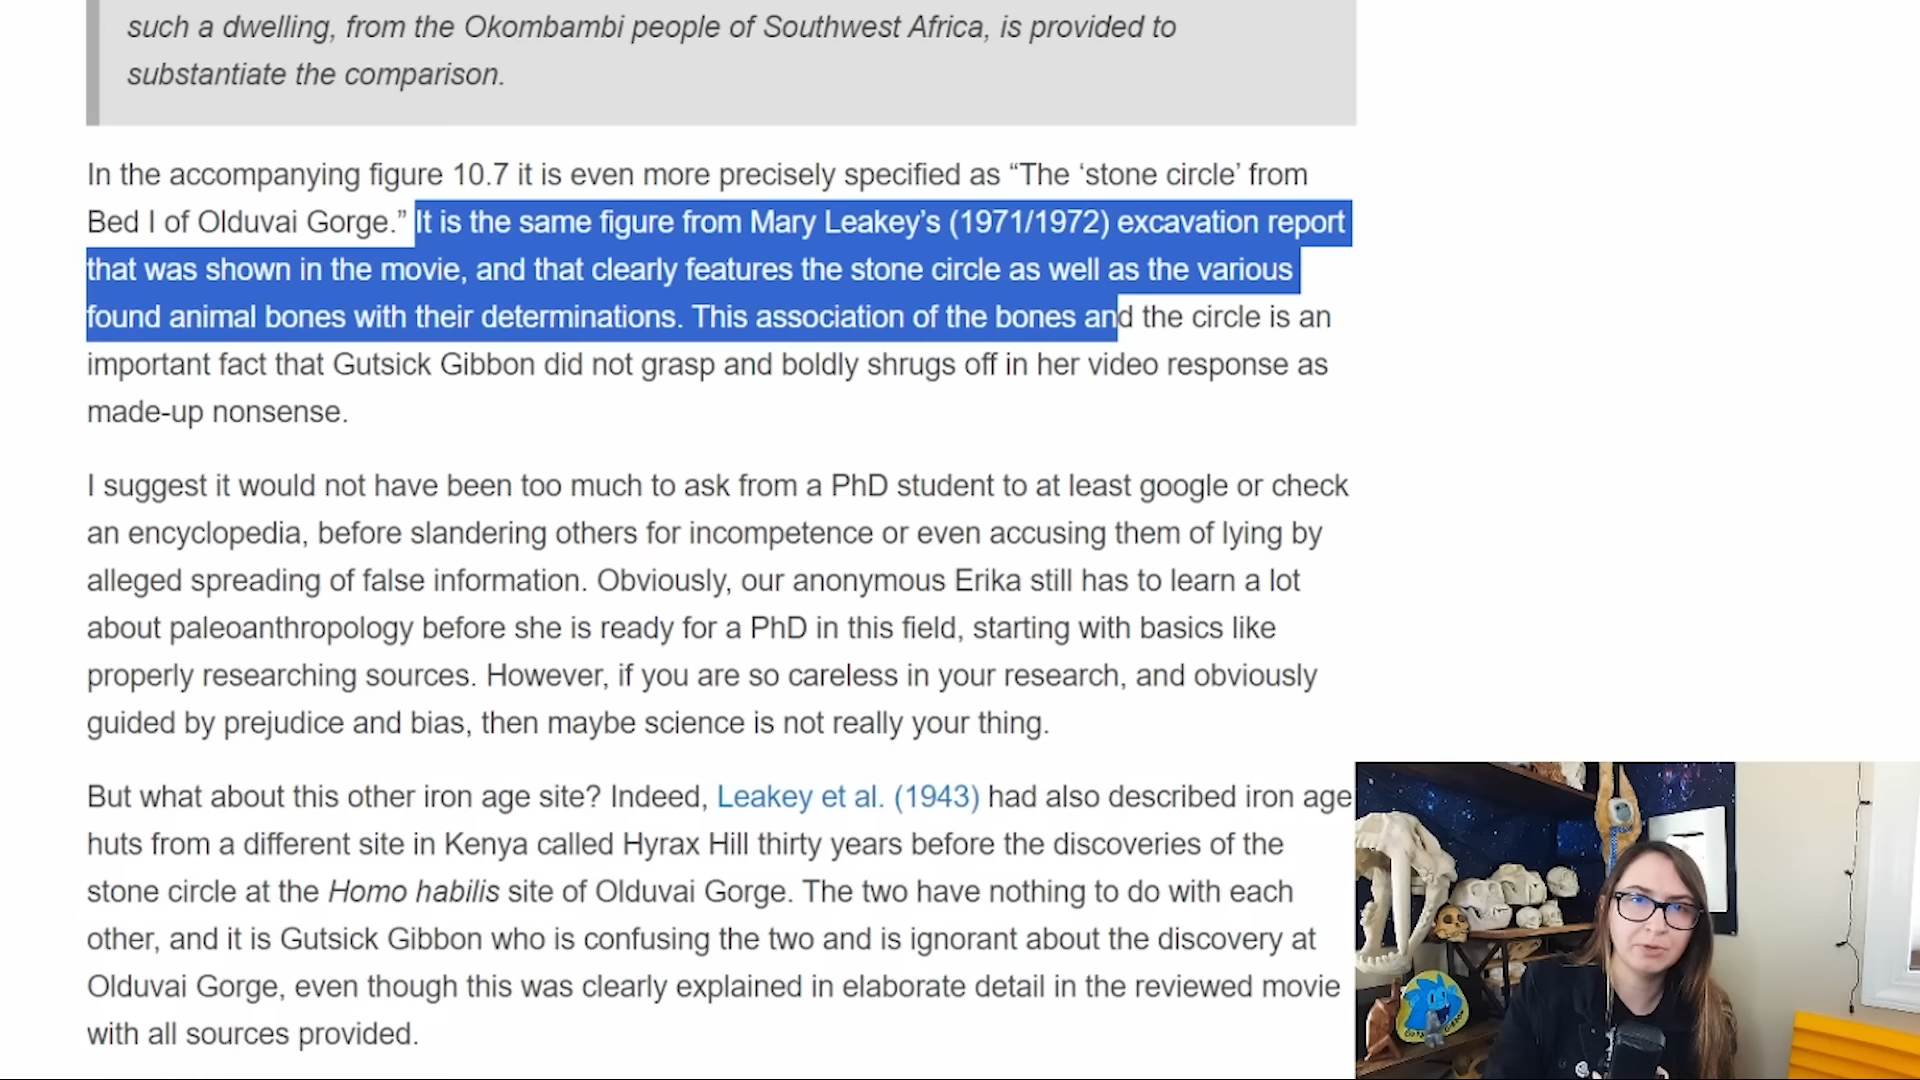 such a dwelling, from the Okombambi people of Southwest Africa, is provided to
substantiate the comparison.
In the accompanying figure 10.7 it is even more precisely specified as “The ‘stone circle’ from
Bed I of Olduvai Gorge.” It is the same figure from Mary Leakey’s (1971/1972) excavation report
that was shown in the movie, and that clearly features the stone circle as well as the various
found animal bones with their determinations. This association of the bones and the circle is an
important fact that Gutsick Gibbon did not grasp and boldly shrugs off in her video response as
made-up nonsense.
I suggest it would not have been too much to ask from a PhD student to at least google or check
an encyclopedia, before slandering others for incompetence or even accusing them of lying by
alleged spreading of false information. Obviously, our anonymous Erika still has to learn a lot
about paleoanthropology before she is ready for a PhD in this field, starting with basics like
properly researching sources. However, if you are so careless in your research, and obviously
guided by prejudice and bias, then maybe science is not really your thing.
But what about this other iron age site? Indeed, Leakey et al. (1943) had also described iron age
huts from a different site in Kenya called Hyrax Hill thirty years before the discoveries of the
stone circle at the Homo habilis site of Olduvai Gorge. The two have nothing to do with each
other, and it is Gutsick Gibbon who is confusing the two and is ignorant about the discovery at
Olduvai Gorge, even though this was clearly explained in elaborate detail in the reviewed movie
with all sources provided.